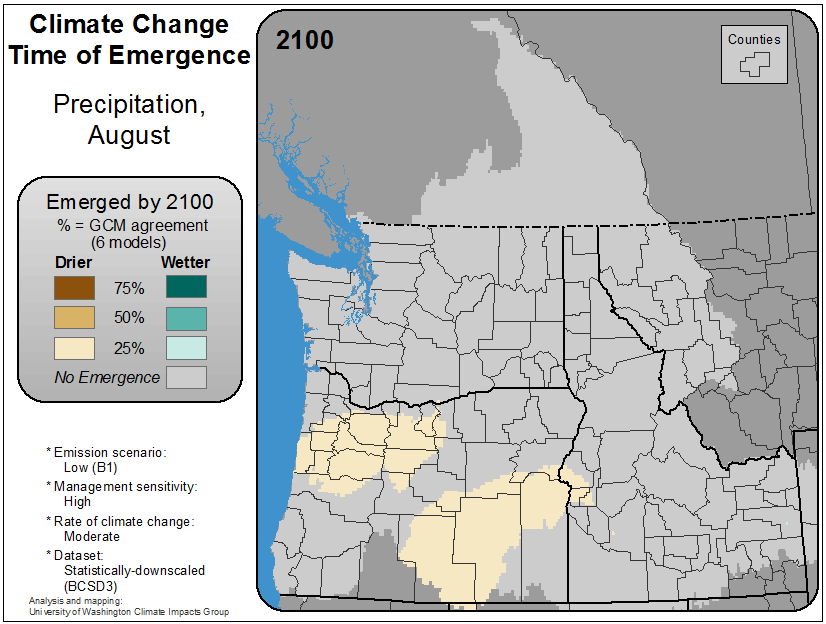 Climate Change
Time of Emergence
Precipitation,
August
Emerged by 2100
% = GCM agreement
(6 models)
Drier Wetter
75%
50%
25%
No Emergence
* Emission scenario:
Low (B1)
* Management sensitivity:
High
* Rate of climate change:
Moderate
* Dataset:
Statistically-downscaled
(BCSD3)
Analysis and mapping:
University of Washington Climate Impacts Group
2100
Counties